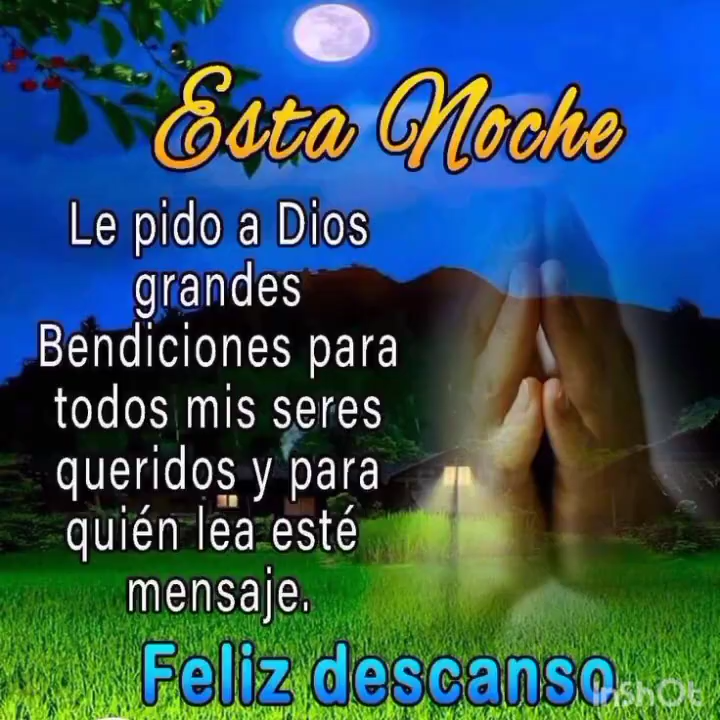 Esta Noche
Le pido a Dios
grandes
Bendiciones para
todos mis seres
queridos y para
quién lea esté
mensaje.
Feliz descanso
InShOt